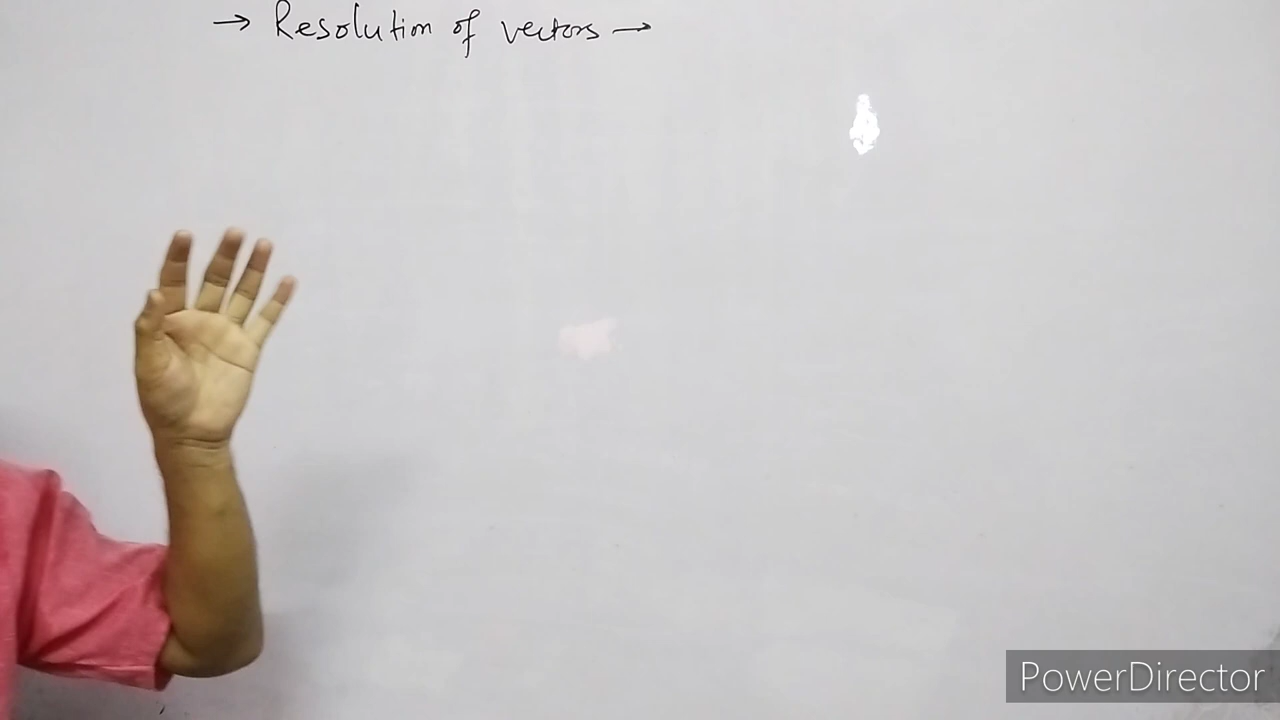 → Resolution of vectors →
PowerDirector